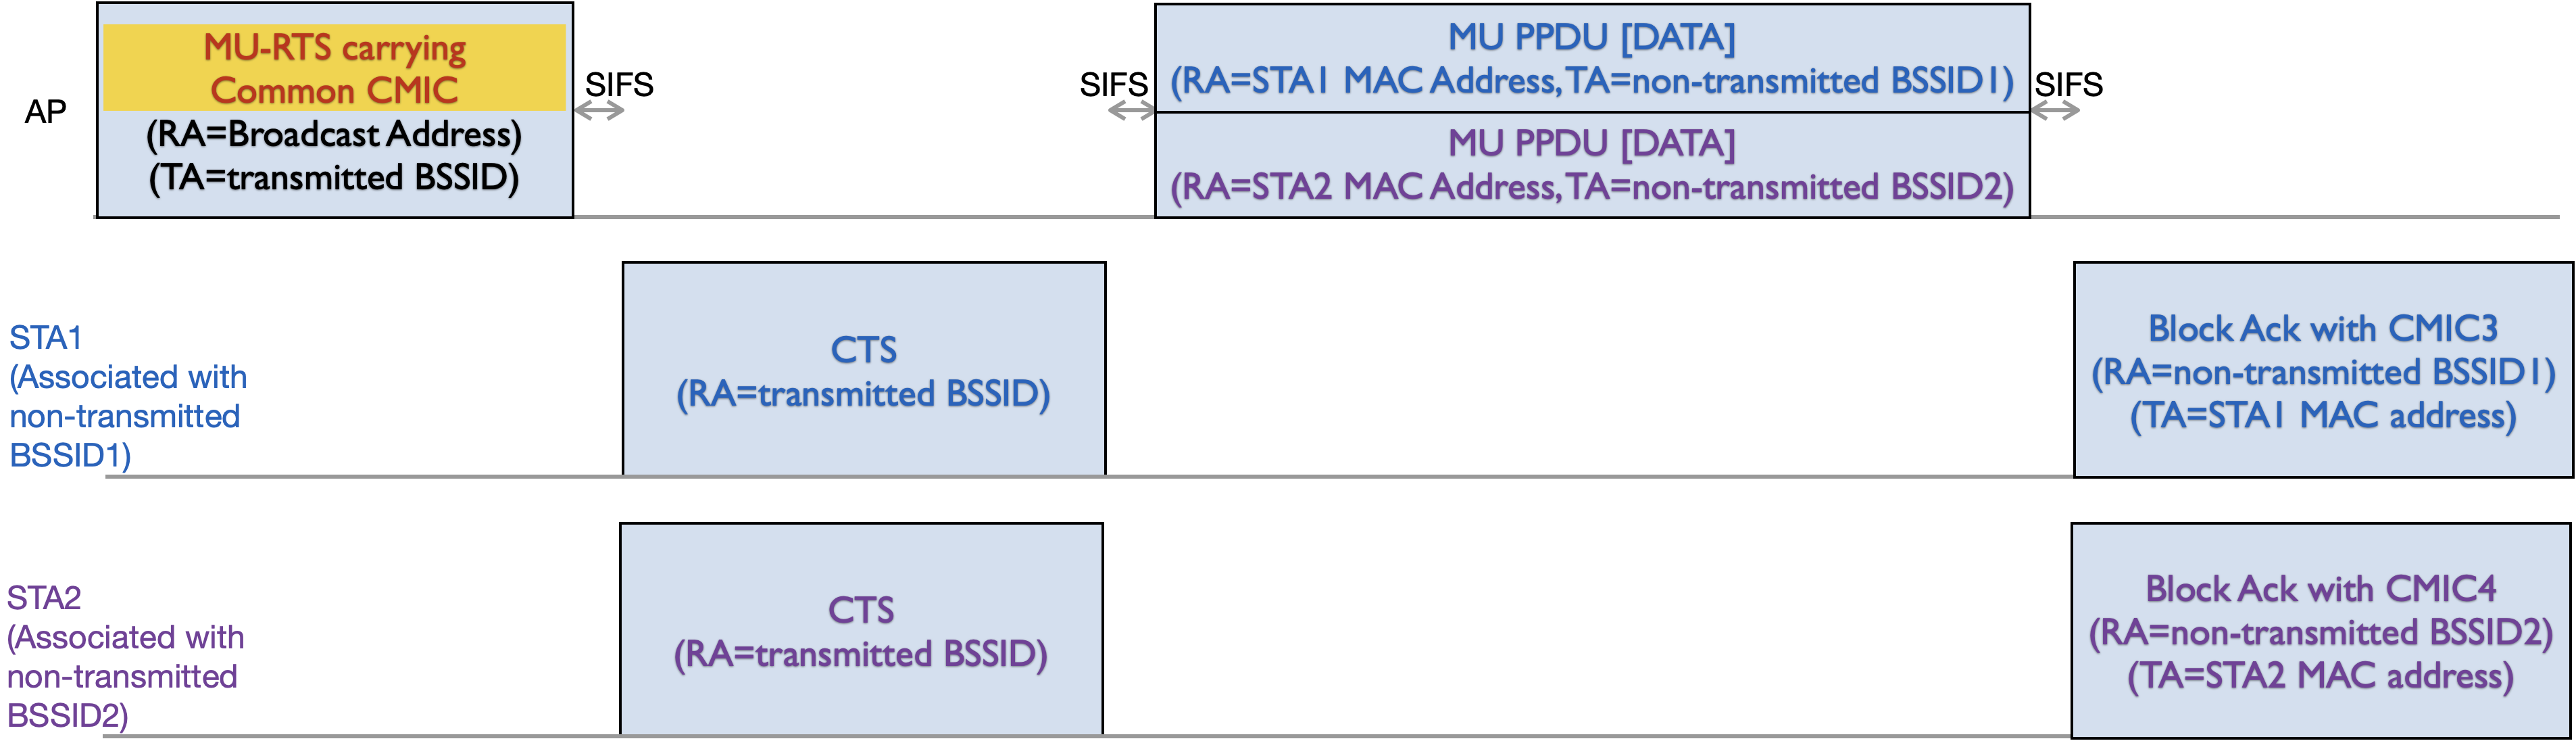 AP
MU-RTS carrying
Common CMIC
(RA=Broadcast Address)
(TA=transmitted BSSID)
SIFS
SIFS
MU PPDU [DATA]
(RA=STA1 MAC Address, TA=non-transmitted BSSID1)
MU PPDU [DATA]
(RA=STA2 MAC Address, TA=non-transmitted BSSID2)
SIFS
STA1
(Associated with
non-transmitted
BSSID1)
CTS
(RA=transmitted BSSID)
Block Ack with CMIC3
(RA=non-transmitted BSSID1)
(TA=STA1 MAC address)
STA2
(Associated with
non-transmitted
BSSID2)
CTS
(RA=transmitted BSSID)
Block Ack with CMIC4
(RA=non-transmitted BSSID2)
(TA=STA2 MAC address)